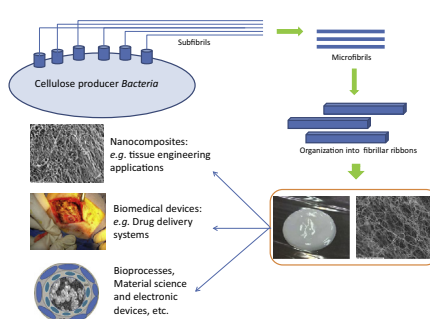 Subfibrils
Microfibrils
Cellulose producer Bacteria
Organization into fibrillar ribbons
Nanocomposites:
e.g. tissue engineering
applications
Biomedical devices:
e.g. Drug delivery
systems
Bioprocesses,
Material science
and electronic
devices, etc.